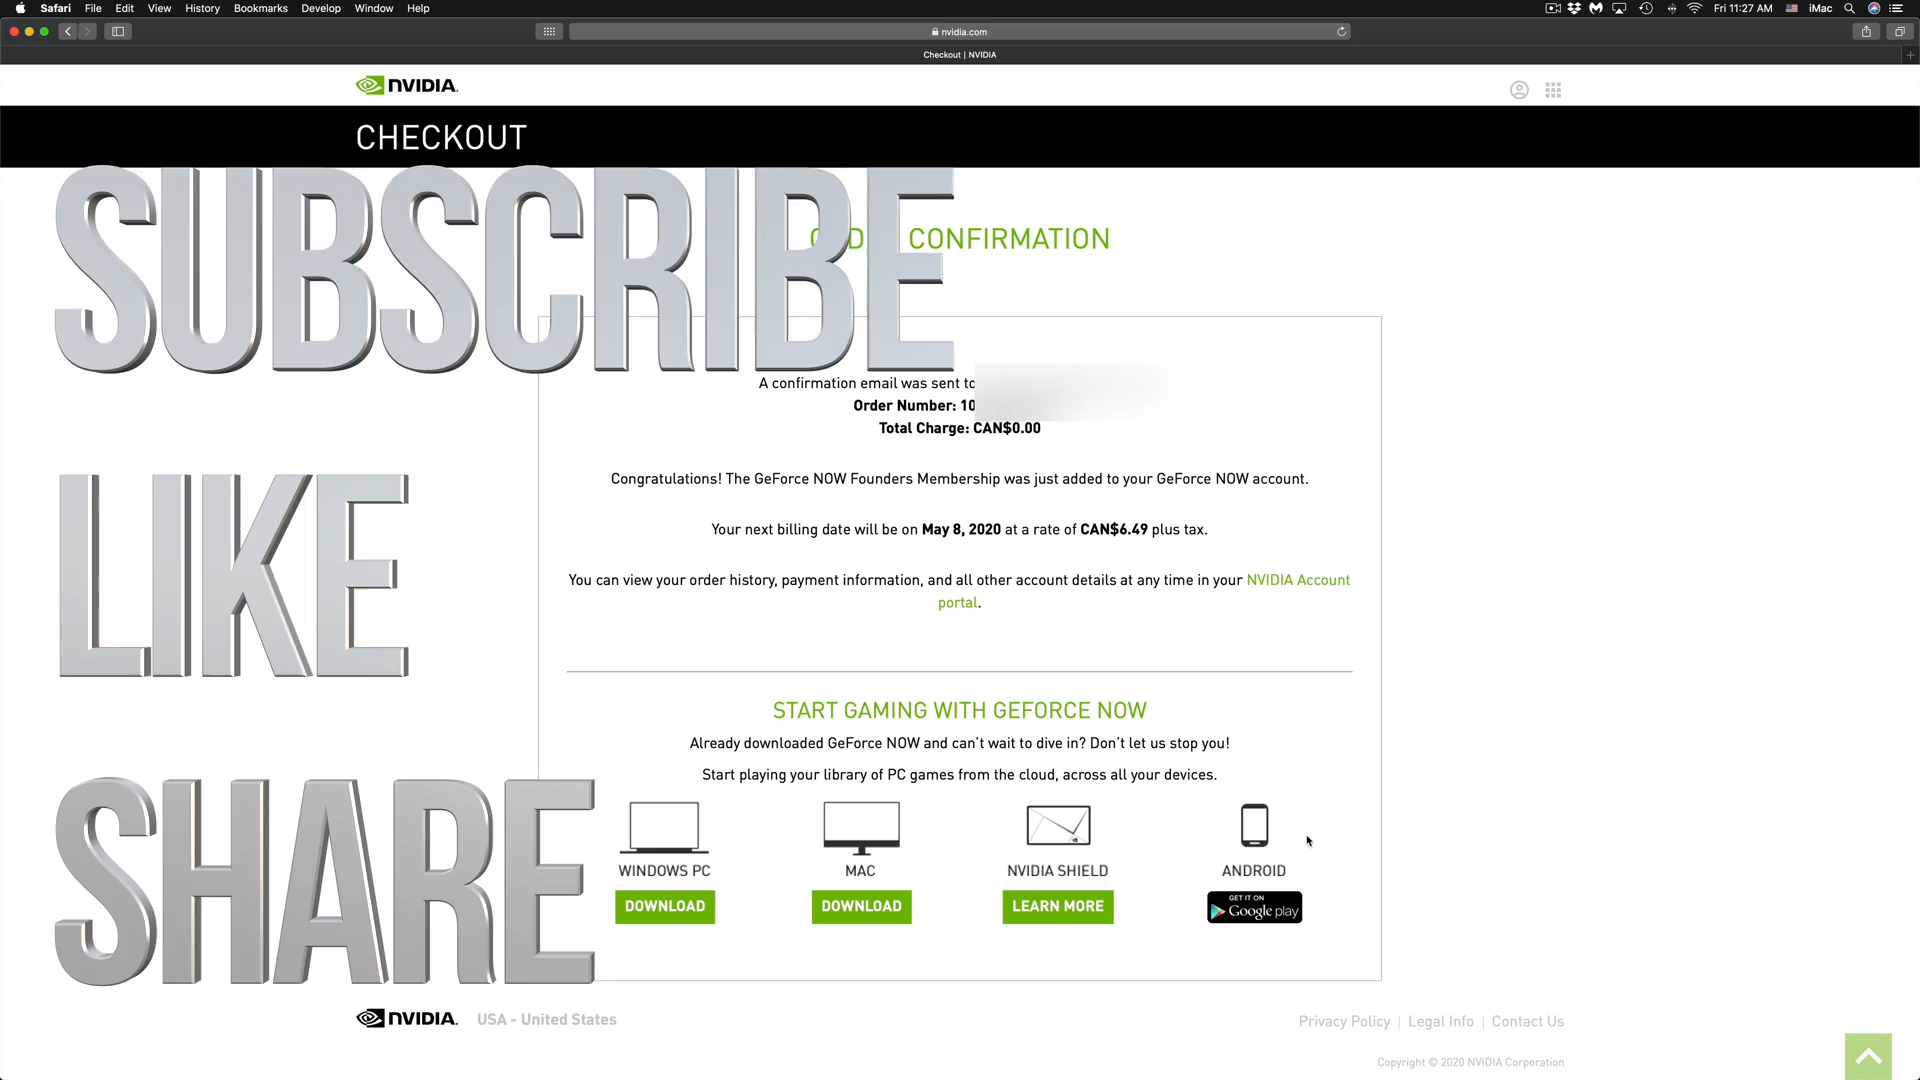 Safari File Edit View History Bookmarks Develop Window Help Fri 11:27 AM iMac
nvidia.com
Checkout | NVIDIA
NVIDIA.
CHECKOUT
SUBSCRIBE
CONFIRMATION
A confirmation email was sent to
Order Number: 10
Total Charge: CAN$0.00
Congratulations! The GeForce NOW Founders Membership was just added to your GeForce NOW account.
LIKE
Your next billing date will be on May 8, 2020 at a rate of CAN$6.49 plus tax.
You can view your order history, payment information, and all other account details at any time in your NVIDIA Account
portal.
START GAMING WITH GEFORCE NOW
Already downloaded GeForce NOW and can't wait to dive in? Don't let us stop you!
Start playing your library of PC games from the cloud, across all your devices.
SHARE
WINDOWS PC MAC NVIDIA SHIELD ANDROID
DOWNLOAD DOWNLOAD LEARN MORE GET IT ON Google play
NVIDIA. USA - United States
Privacy Policy | Legal Info | Contact Us
Copyright © 2020 NVIDIA Corporation